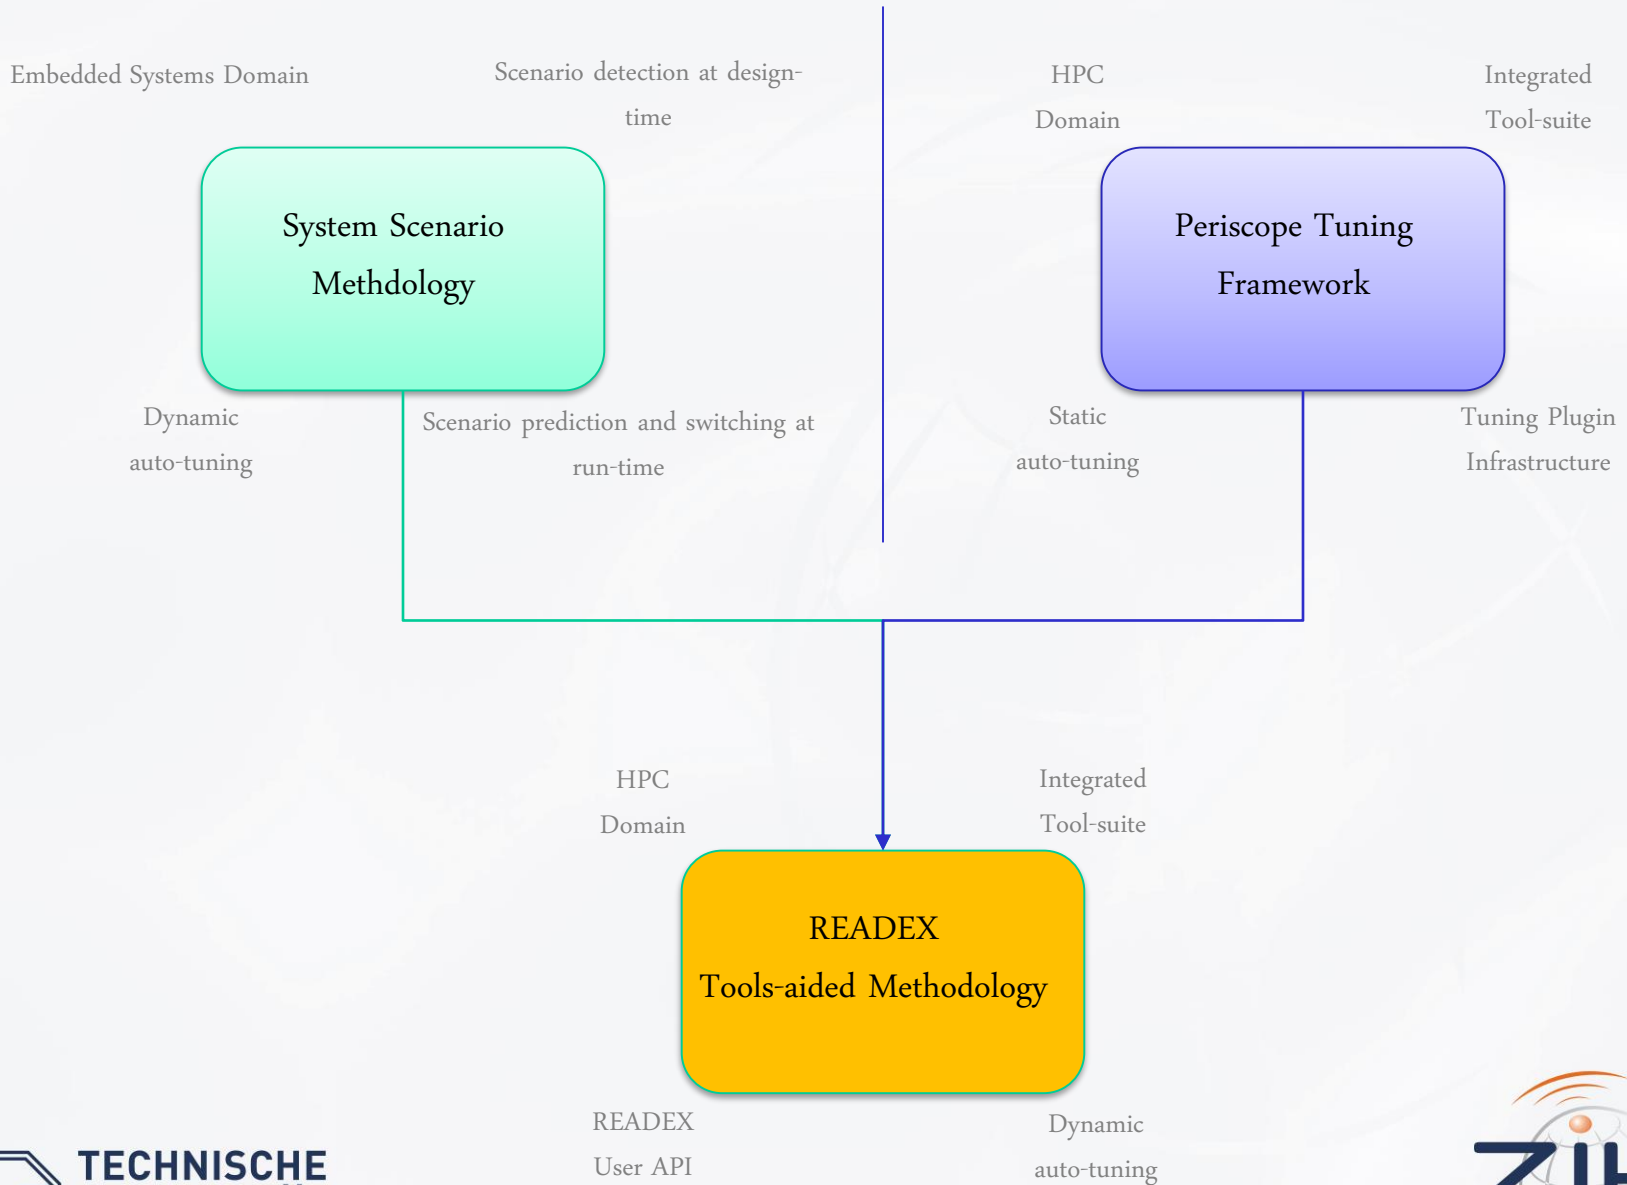 Embedded Systems Domain
Scenario detection at design-
time
HPC
Domain
Integrated
Tool-suite
System Scenario
Methdology
Periscope Tuning
Framework
Dynamic
auto-tuning
Scenario prediction and switching at
run-time
Static
auto-tuning
Tuning Plugin
Infrastructure
HPC
Domain
Integrated
Tool-suite
READEX
Tools-aided Methodology
READEX
User API
Dynamic
auto-tuning
TECHNISCHE